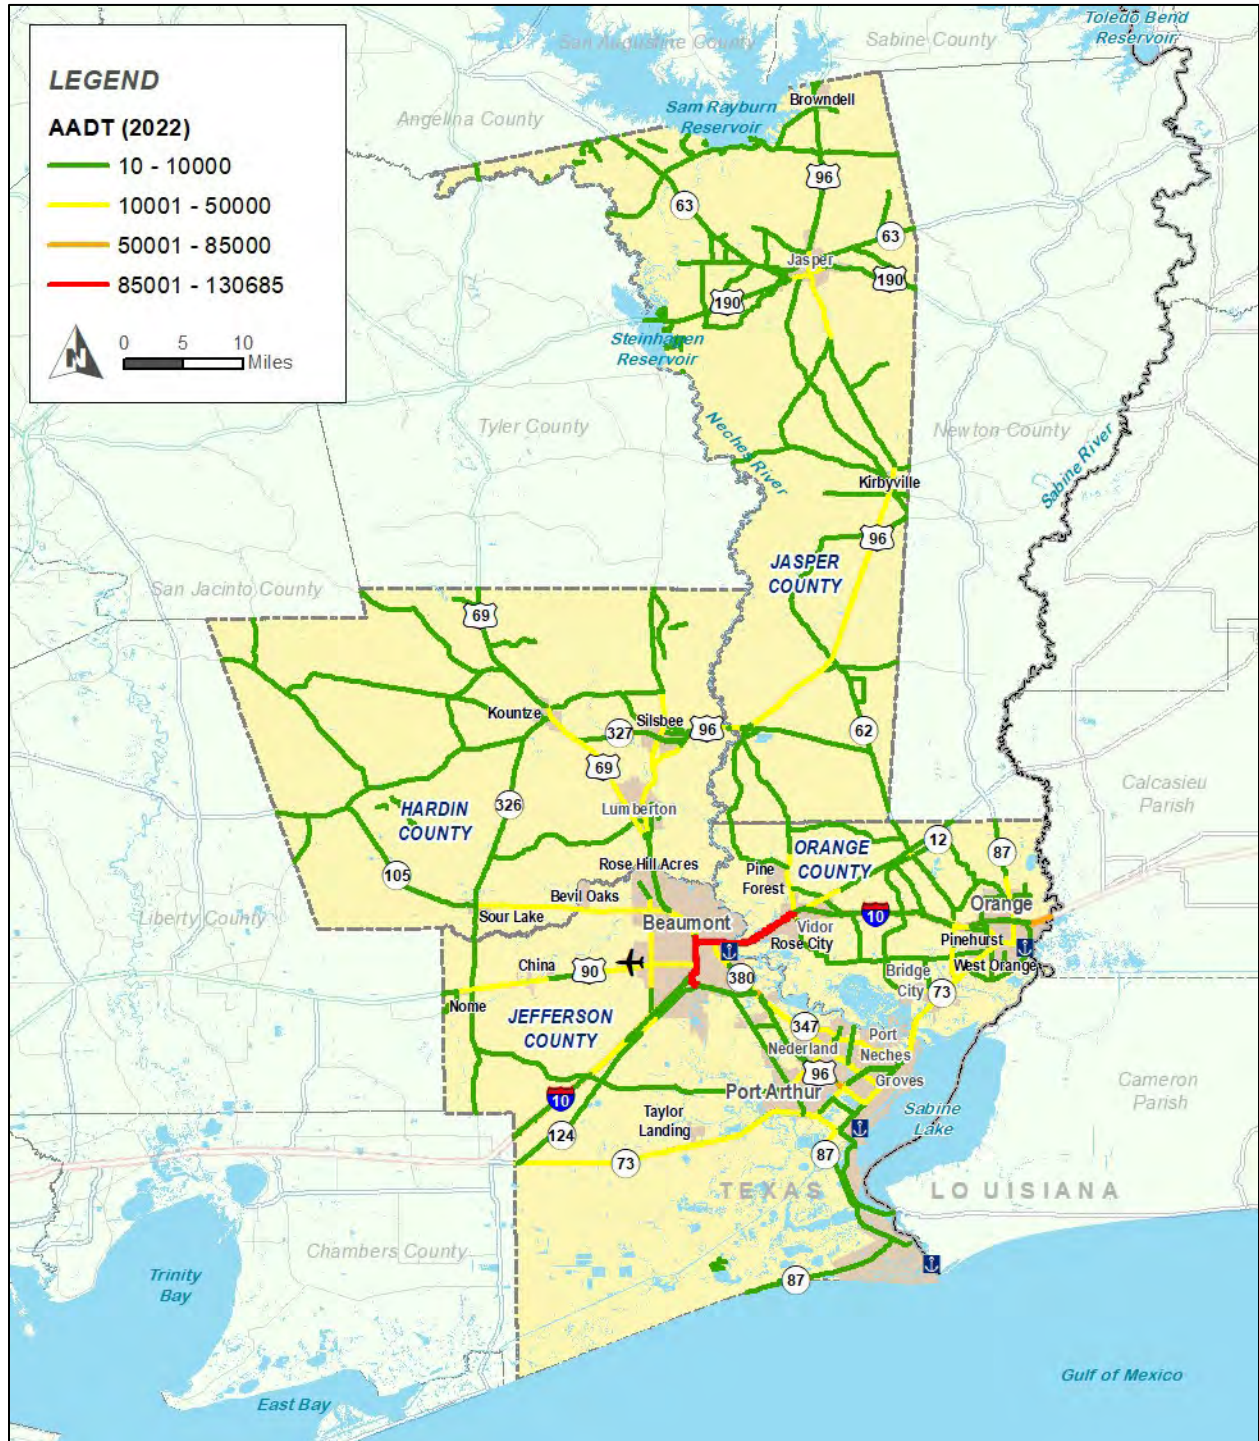 LEGEND
AADT (2022)
10 - 10000
10001 - 50000
50001 - 85000
85001 - 130685
N
0 5 10
Miles
Toledo Bend
Reservoir
San Augustine County
Sabine County
Angelina County
Sam Rayburn
Reservoir
Browndell
96
63
63
Jasper
190
190
Steinhagen
Reservoir
Tyler County
Neches River
Newton County
Sabine River
Kirbyville
96
JASPER
COUNTY
San Jacinto County
69
Kountze
Silsbee
327
96
62
69
Calcasieu
Parish
HARDIN
COUNTY
326
Lumberton
12
87
ORANGE
COUNTY
Rose Hill Acres
Pine
Forest
105
Bevil Oaks
Orange
Liberty County
Sour Lake
Beaumont
10
Vidor
Rose City
Pinehurst
West Orange
China
90
380
Bridge
City
73
Nome
JEFFERSON
COUNTY
347
Port
Neches
Nederland
96
Groves
Port Arthur
Cameron
Parish
10
Taylor
Landing
Sabine
Lake
124
87
73
TEXAS
LOUISIANA
Chambers County
Trinity
Bay
87
Gulf of Mexico
East Bay